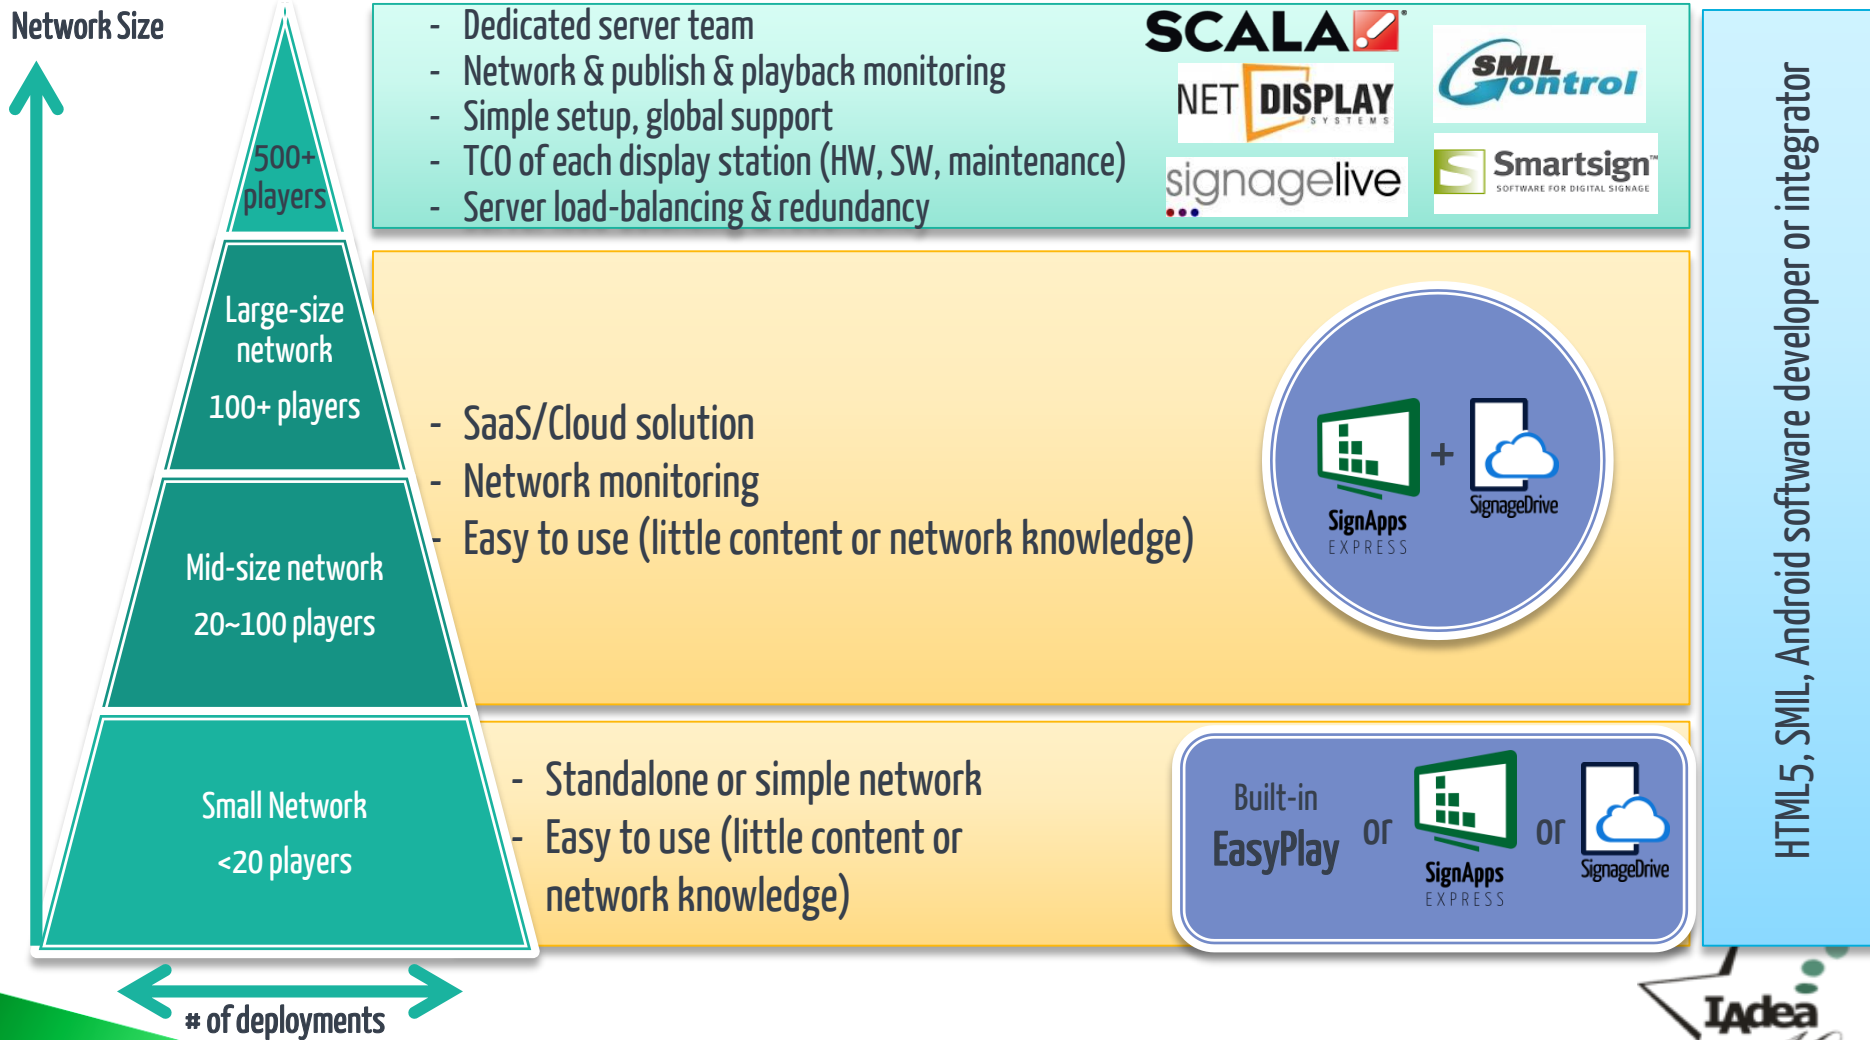 Network Size
500+
players
Large-size
network
100+ players
Mid-size network
20~100 players
Small Network
<20 players
# of deployments
- Dedicated server team
- Network & publish & playback monitoring
- Simple setup, global support
- TCO of each display station (HW, SW, maintenance)
- Server load-balancing & redundancy
SCALA
NET DISPLAY
SYSTEMS
signagelive
SMIL
Control
Smartsign™
SOFTWARE FOR DIGITAL SIGNAGE
- SaaS/Cloud solution
- Network monitoring
- Easy to use (little content or network knowledge)
SignApps
EXPRESS
+
SignageDrive
- Standalone or simple network
- Easy to use (little content or
network knowledge)
Built-in
EasyPlay
or
SignApps
EXPRESS
or
SignageDrive
HTML5, SMIL, Android software developer or integrator
IAdea